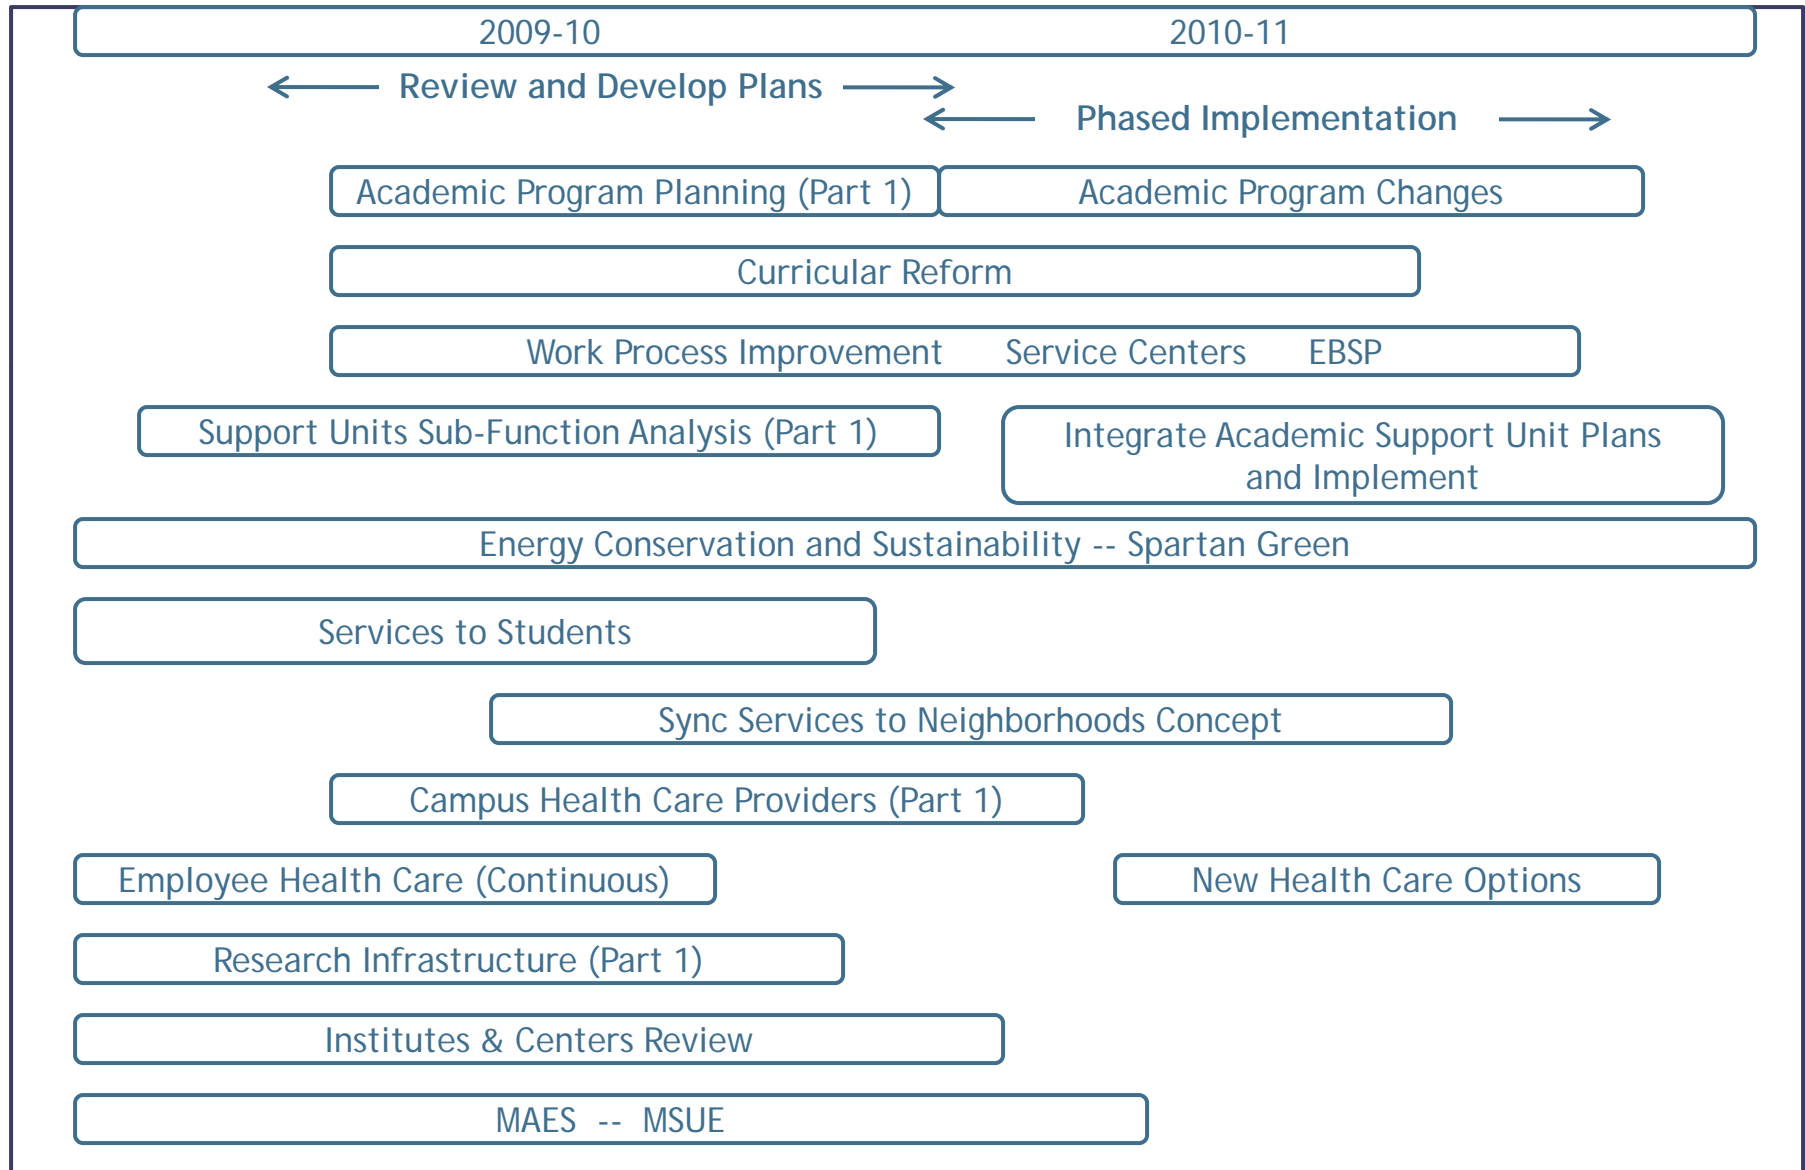 2009-10 2010-11
Review and Develop Plans
Phased Implementation
Academic Program Planning (Part 1) Academic Program Changes
Curricular Reform
Work Process Improvement Service Centers EBSP
Support Units Sub-Function Analysis (Part 1)
Integrate Academic Support Unit Plans
and Implement
Energy Conservation and Sustainability -- Spartan Green
Services to Students
Sync Services to Neighborhoods Concept
Campus Health Care Providers (Part 1)
Employee Health Care (Continuous) New Health Care Options
Research Infrastructure (Part 1)
Institutes & Centers Review
MAES -- MSUE